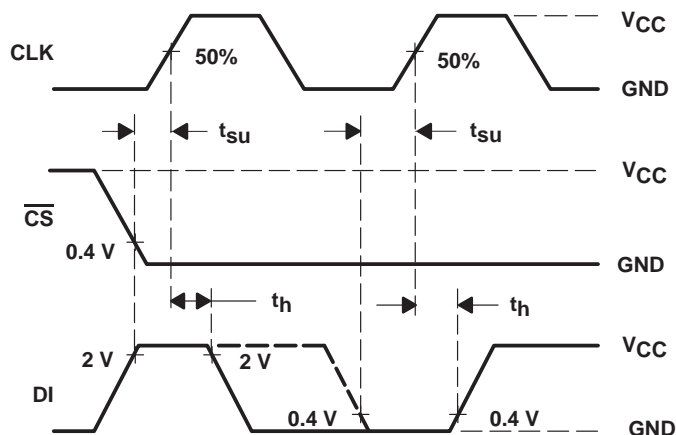 CLK
50%
50%
VCC
GND
tsu
tsu
CS
0.4 V
VCC
GND
th
th
DI
2 V
2 V
0.4 V
0.4 V
VCC
GND